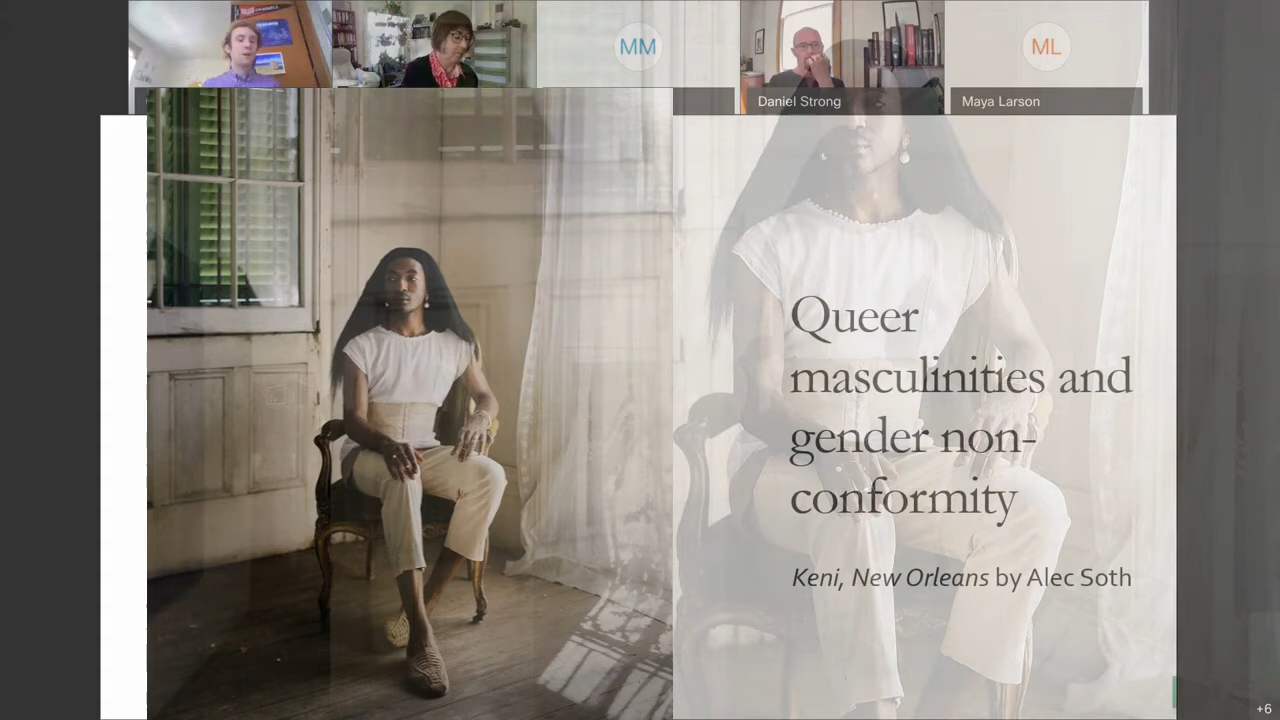 MM
Daniel Strong
ML
Maya Larson
Queer
masculinities and
gender non-
conformity
Keni, New Orleans by Alec Soth
+6